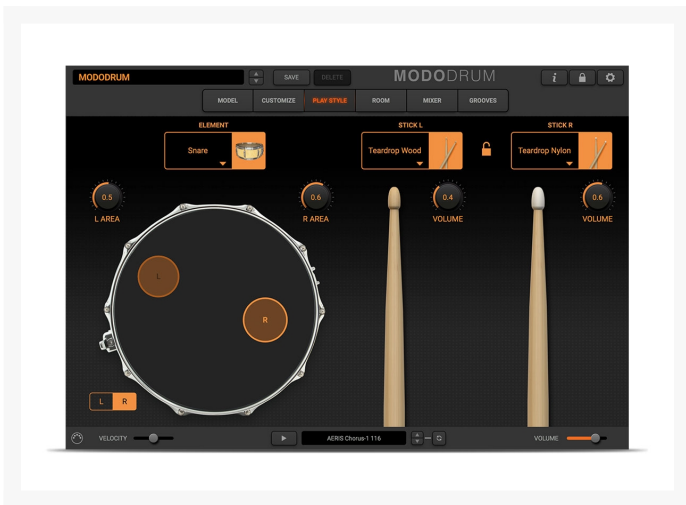 MODODRUM
SAVE
DELETE
MODODRUM
i
MODEL
CUSTOMIZE
PLAY STYLE
ROOM
MIXER
GROOVES
ELEMENT
STICK L
STICK R
Snare
Teardrop Wood
Teardrop Nylon
0.5
L AREA
0.6
R AREA
0.4
VOLUME
0.6
VOLUME
L
R
L R
VELOCITY
AERIS Chorus-1 116
VOLUME